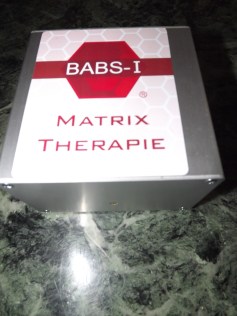 BABS-I
®
MATRIX
THERAPIE